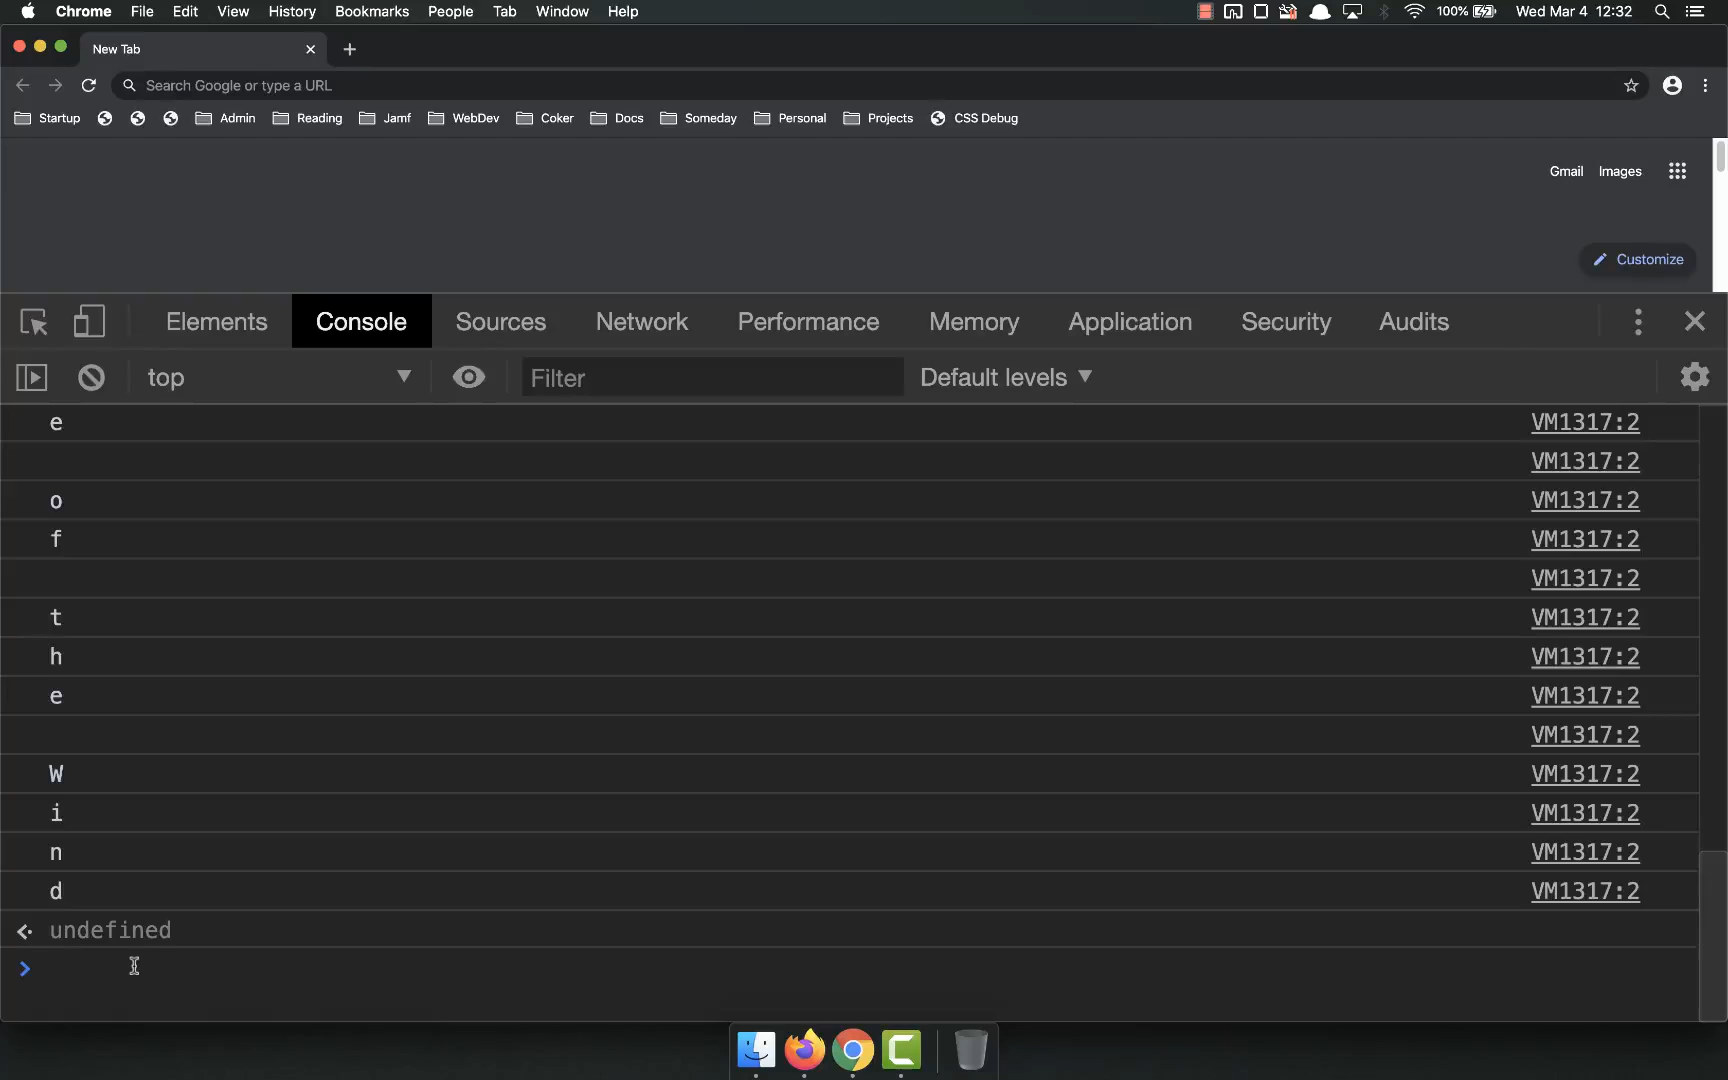 Chrome File Edit View History Bookmarks People Tab Window Help 100% Wed Mar 4 12:32
New Tab
Search Google or type a URL
Startup Admin Reading Jamf WebDev Coker Docs Someday Personal Projects CSS Debug
Gmail Images
Customize
Elements Console Sources Network Performance Memory Application Security Audits
top Filter Default levels
e VM1317:2
VM1317:2
o VM1317:2
f VM1317:2
VM1317:2
t VM1317:2
h VM1317:2
e VM1317:2
VM1317:2
W VM1317:2
i VM1317:2
n VM1317:2
d VM1317:2
undefined